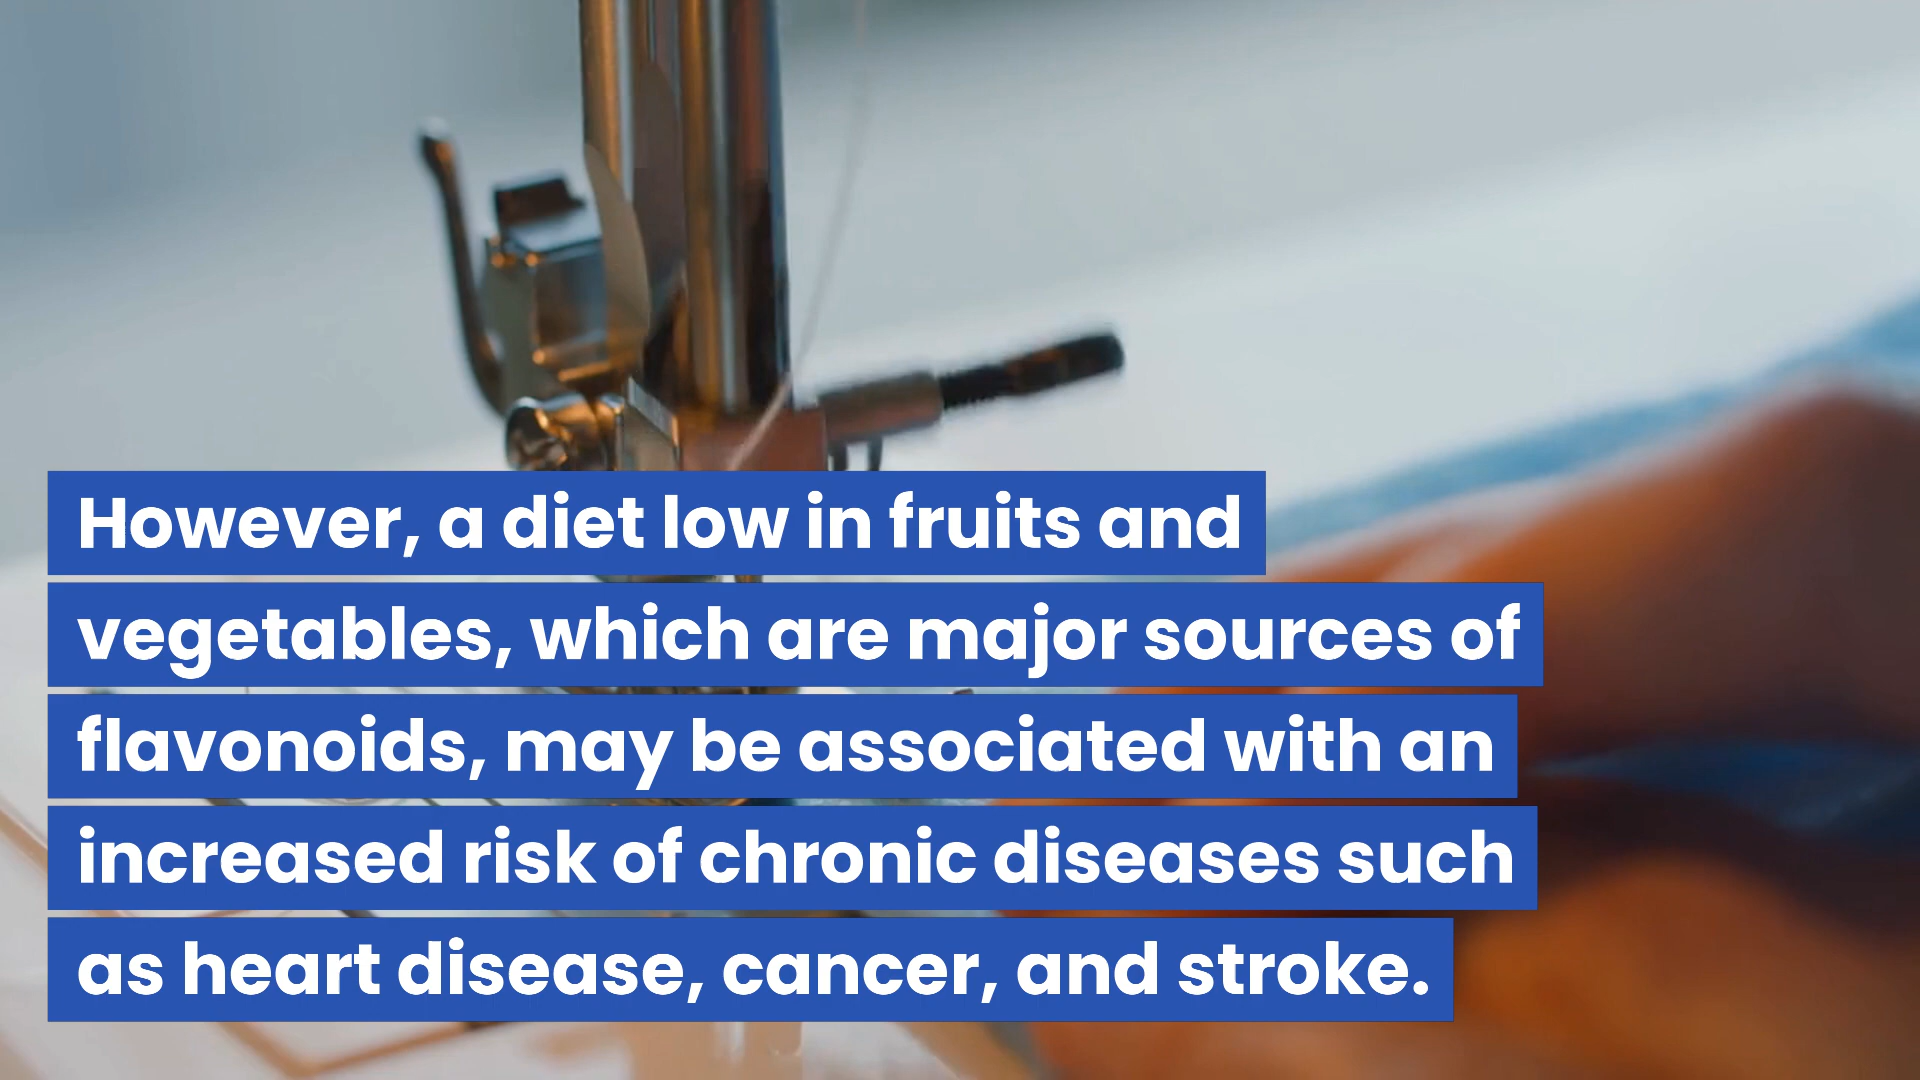 However, a diet low in fruits and
vegetables, which are major sources of
flavonoids, may be associated with an
increased risk of chronic diseases such
as heart disease, cancer, and stroke.